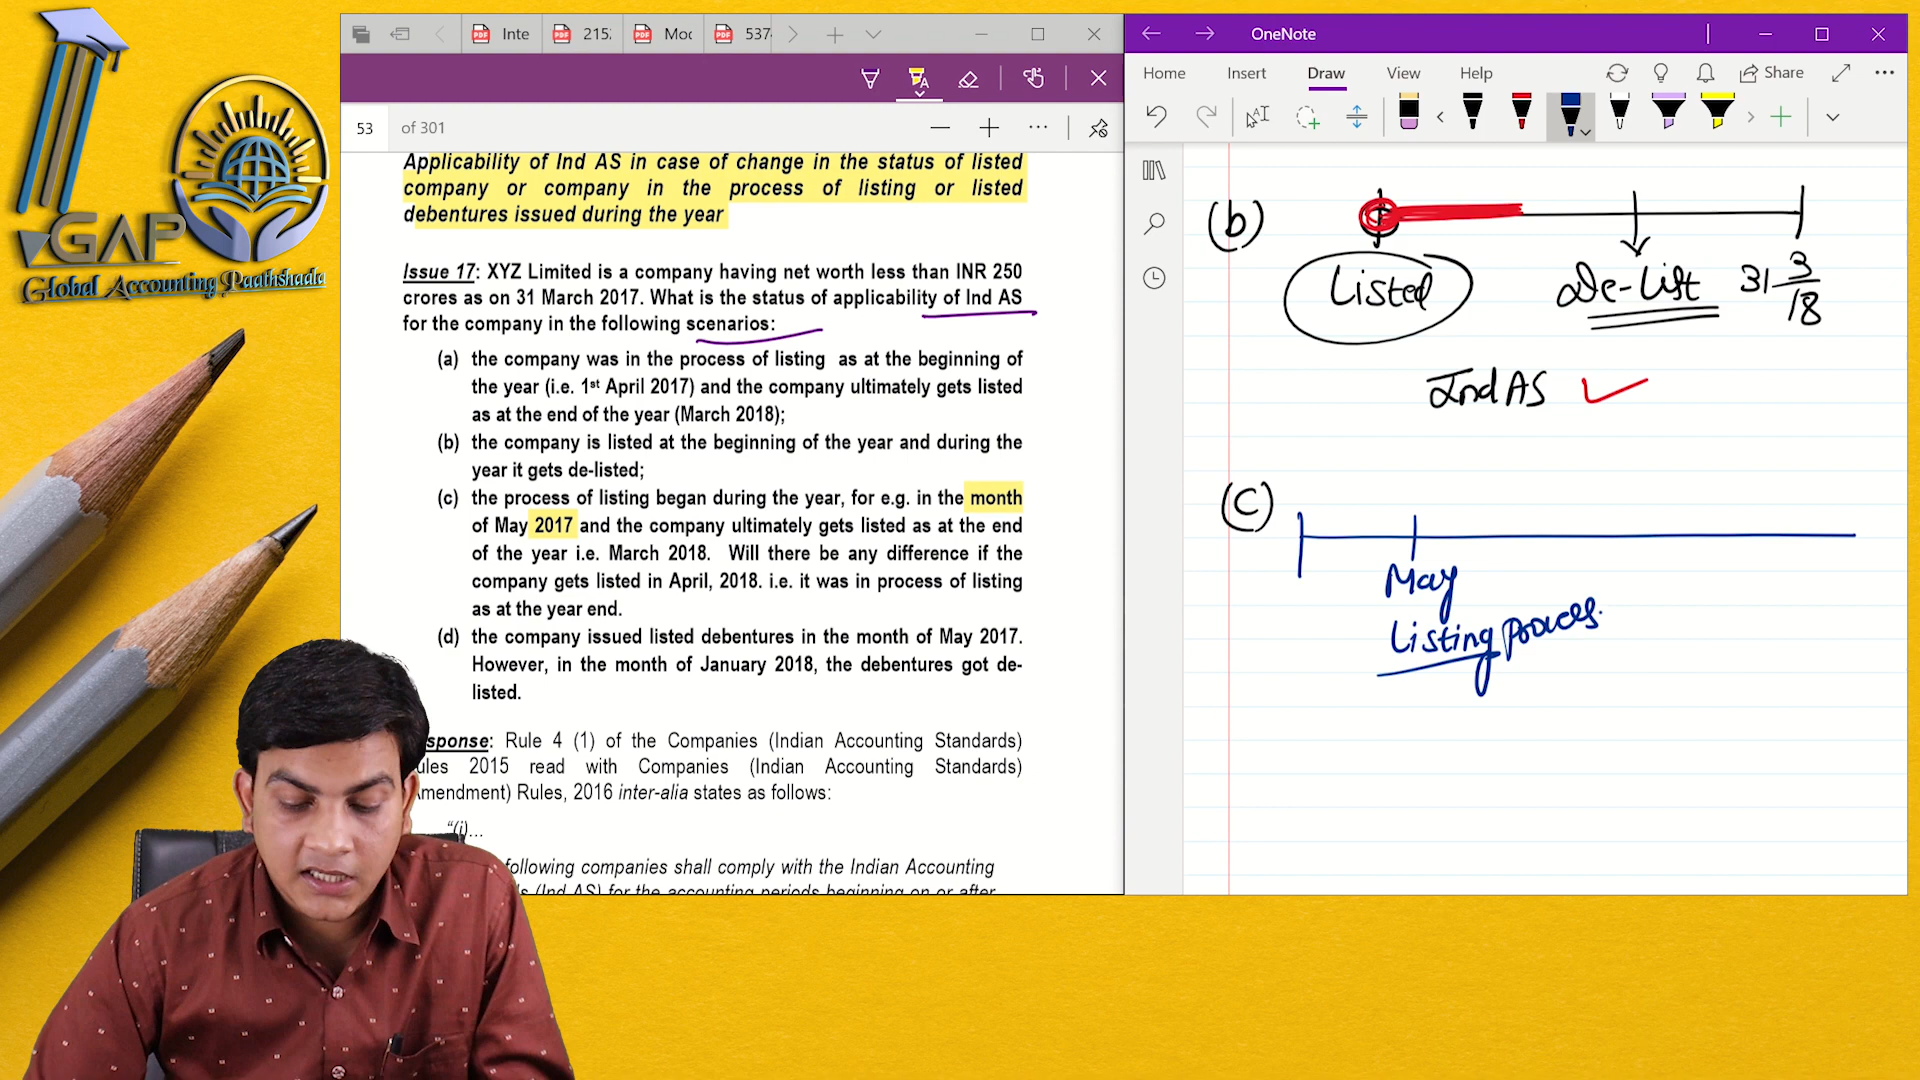 GAP
Global Accounting Paathshaala
Inte
215
Moc
537
53 of 301
Applicability of Ind AS in case of change in the status of listed
company or company in the process of listing or listed
debentures issued during the year
Issue 17: XYZ Limited is a company having net worth less than INR 250
crores as on 31 March 2017. What is the status of applicability of Ind AS
for the company in the following scenarios:
(a) the company was in the process of listing as at the beginning of
the year (i.e. 1st April 2017) and the company ultimately gets listed
as at the end of the year (March 2018);
(b) the company is listed at the beginning of the year and during the
year it gets de-listed;
(c) the process of listing began during the year, for e.g. in the month
of May 2017 and the company ultimately gets listed as at the end
of the year i.e. March 2018. Will there be any difference if the
company gets listed in April, 2018. i.e. it was in process of listing
as at the year end.
(d) the company issued listed debentures in the month of May 2017.
However, in the month of January 2018, the debentures got de-
listed.
sponse: Rule 4 (1) of the Companies (Indian Accounting Standards)
ules 2015 read with Companies (Indian Accounting Standards)
mendment) Rules, 2016 inter-alia states as follows:
“(i)...
following companies shall comply with the Indian Accounting
(Ind AS) for the accounting periods beginning on or after
OneNote
Home Insert Draw View Help Share
(b)
Listed De-list 31 3/18
Ind AS
(C)
May
Listing process.